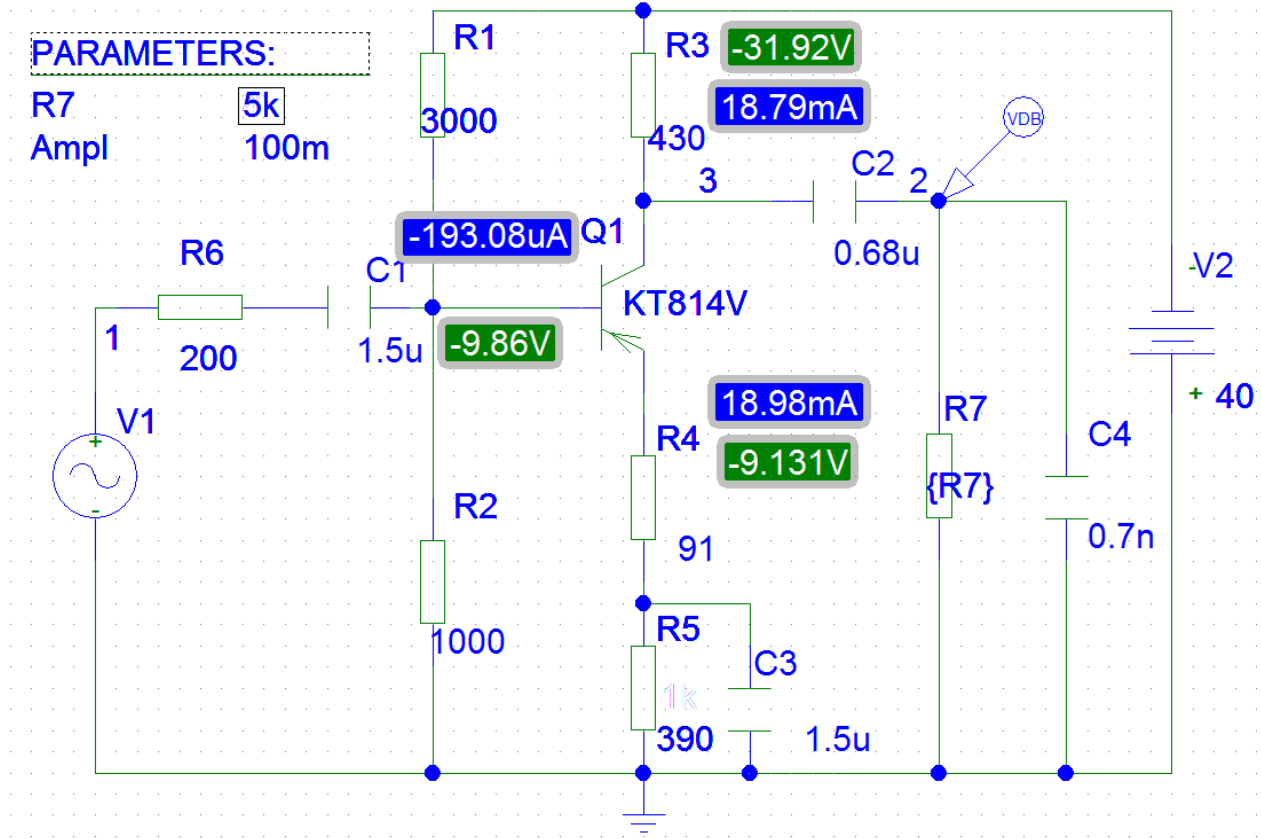 PARAMETERS:
R7 5k
Ampl 100m
R1
3000
R3
-31.92V
18.79mA
430
VDB
3
C2
2
0.68u
-193.08uA
Q1
R6
C1
KT814V
1
200
1.5u
-9.86V
-
V2
+
40
V1
+
-
18.98mA
R4
-9.131V
91
R7
{R7}
C4
0.7n
R2
1000
R5
1k
390
C3
1.5u